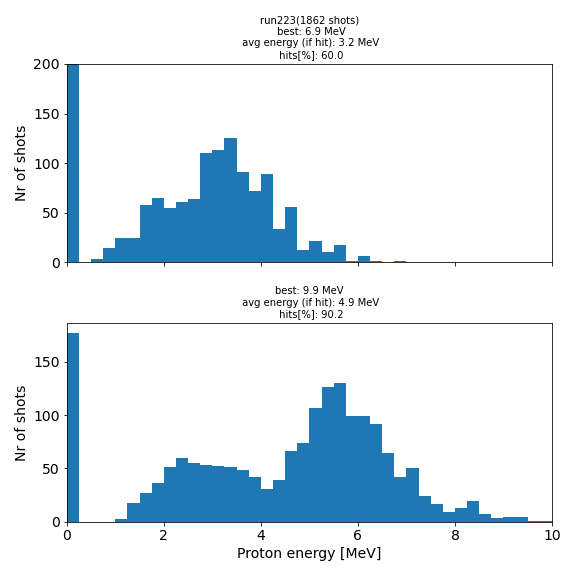 run223(1862 shots)
best: 6.9 MeV
avg energy (if hit): 3.2 MeV
hits[%]: 60.0
200
150
100
50
0
Nr of shots
best: 9.9 MeV
avg energy (if hit): 4.9 MeV
hits[%]: 90.2
150
100
50
0
Nr of shots
0 2 4 6 8 10
Proton energy [MeV]